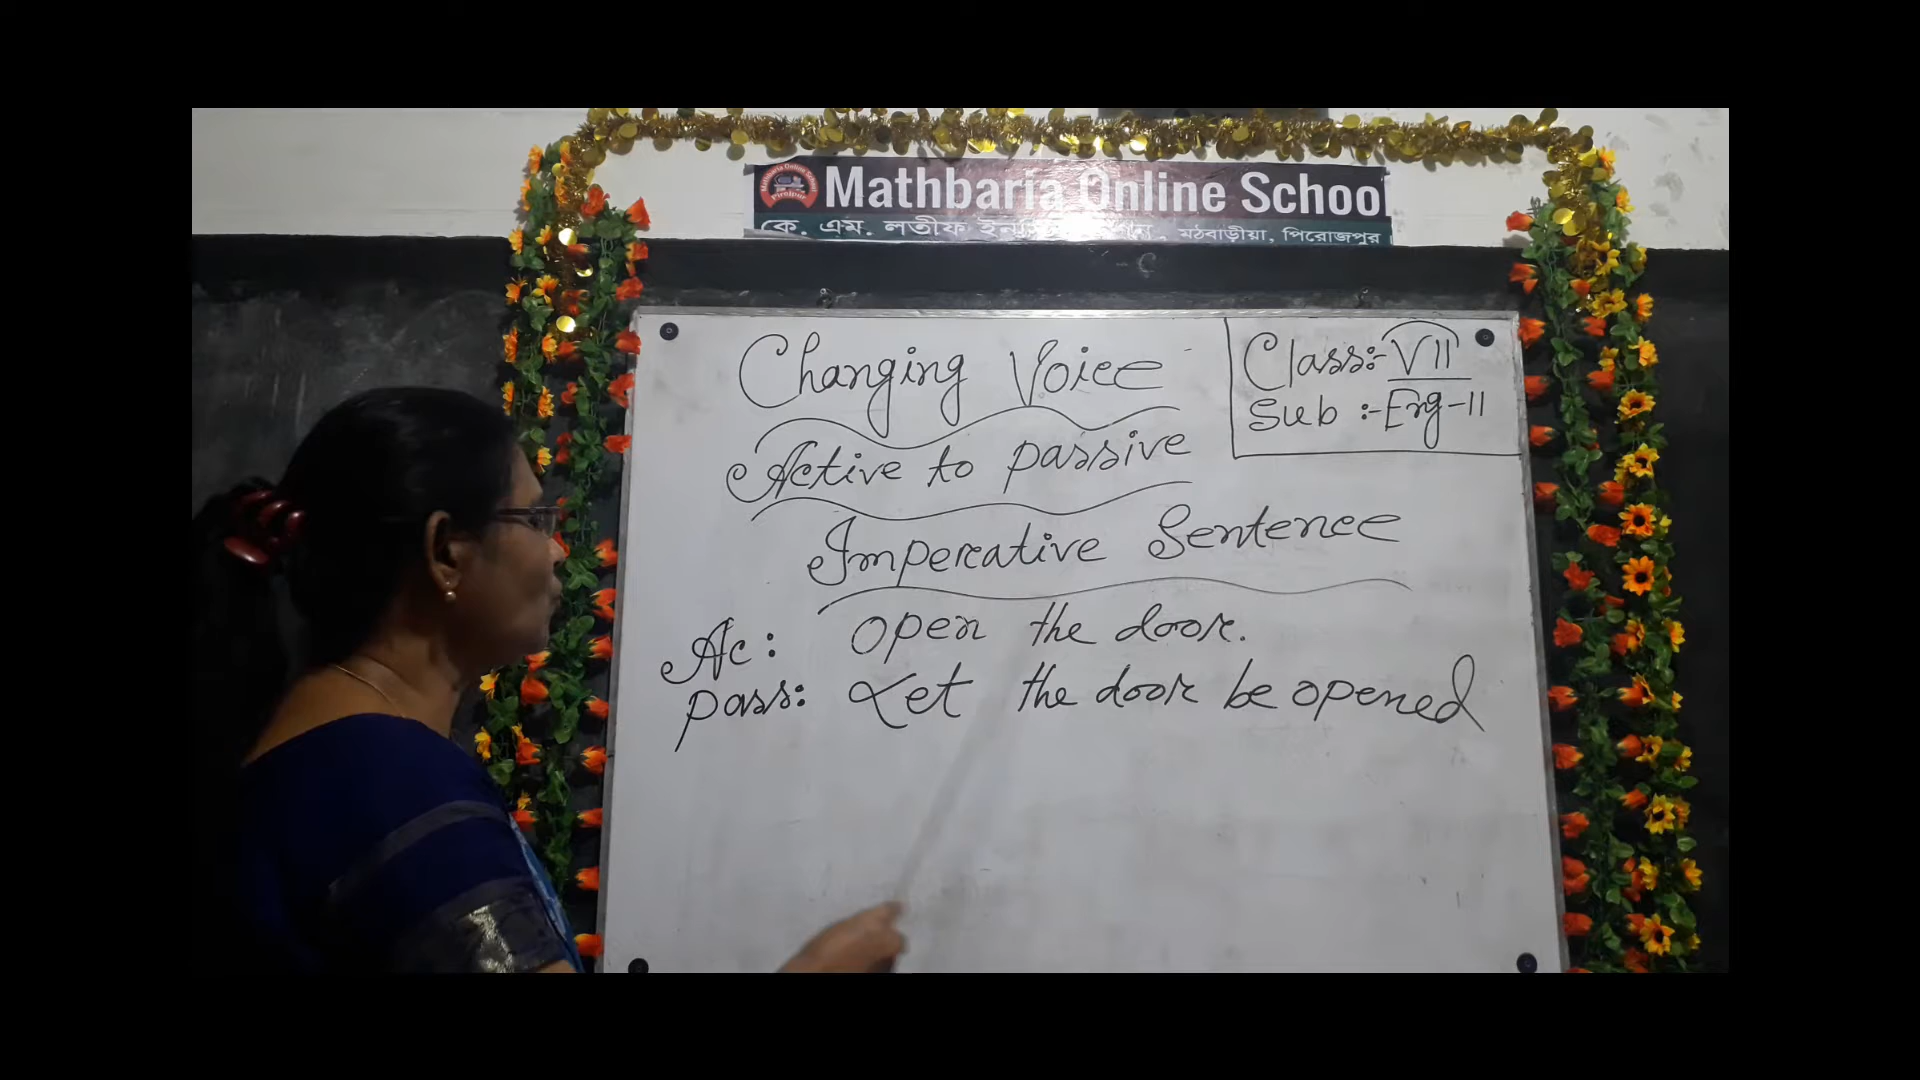 Mathbaria Online Schoo
কে. এম. লতীফ মঠবাড়ীয়া, পিরোজপুর
Changing Voice
Class:- VII
Sub :- Eng-II
Active to passive
Imperative Sentence
Ac: open the door.
pass: Let the door be opened